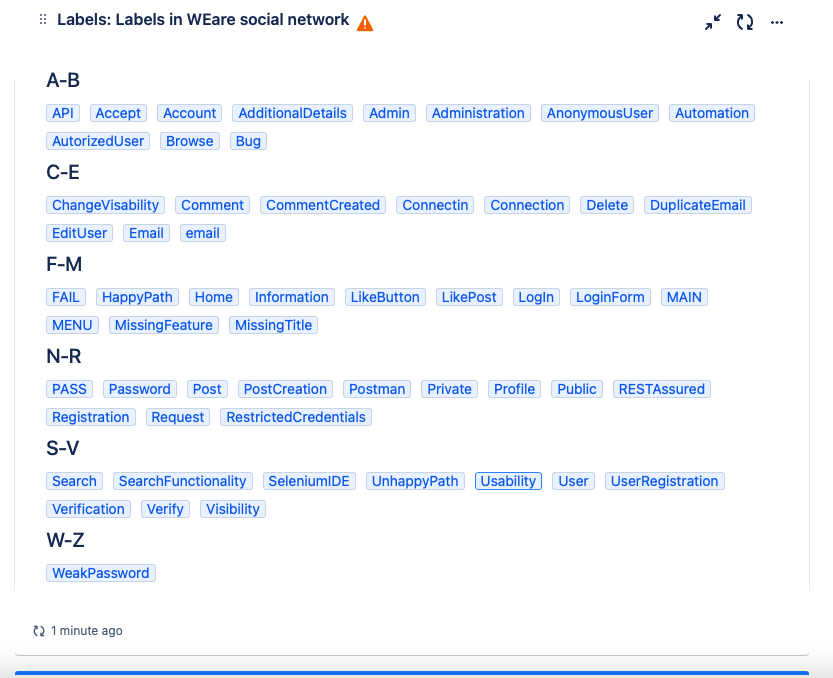 Labels: Labels in WEare social network
A-B
API Accept Account AdditionalDetails Admin Administration AnonymousUser Automation
AutorizedUser Browse Bug
C-E
ChangeVisability Comment CommentCreated Connectin Connection Delete DuplicateEmail
EditUser Email email
F-M
FAIL HappyPath Home Information LikeButton LikePost LogIn LoginForm MAIN
MENU MissingFeature MissingTitle
N-R
PASS Password Post PostCreation Postman Private Profile Public RESTAssured
Registration Request RestrictedCredentials
S-V
Search SearchFunctionality SeleniumIDE UnhappyPath Usability User UserRegistration
Verification Verify Visibility
W-Z
WeakPassword
1 minute ago